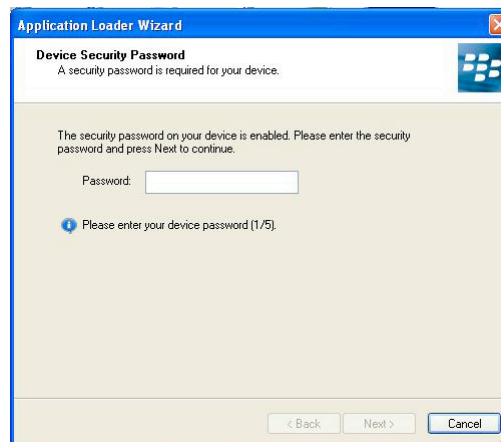 Application Loader Wizard
Device Security Password
A security password is required for your device.
The security password on your device is enabled. Please enter the security
password and press Next to continue.
Password:
Please enter your device password (1/5).
< Back Next > Cancel